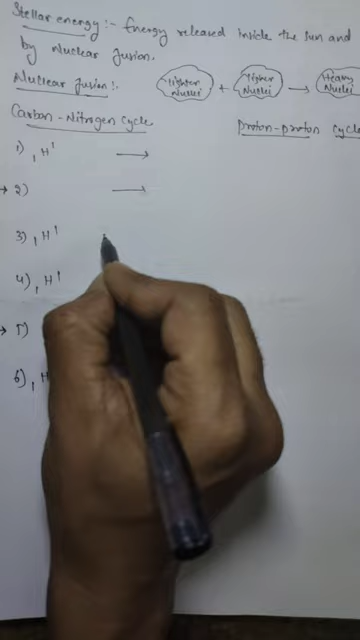 Stellar energy :- Energy released inside the sun and
by Nuclear fusion.
Nuclear fusion :- Lighter Nuclei + Lighter Nuclei → Heavy Nuclei
Carbon - Nitrogen Cycle
Proton - proton cycle
1) ₁H¹ →
→ 2) →
3) ₁H¹
4) ₁H¹
→ 5)
6) ₁H